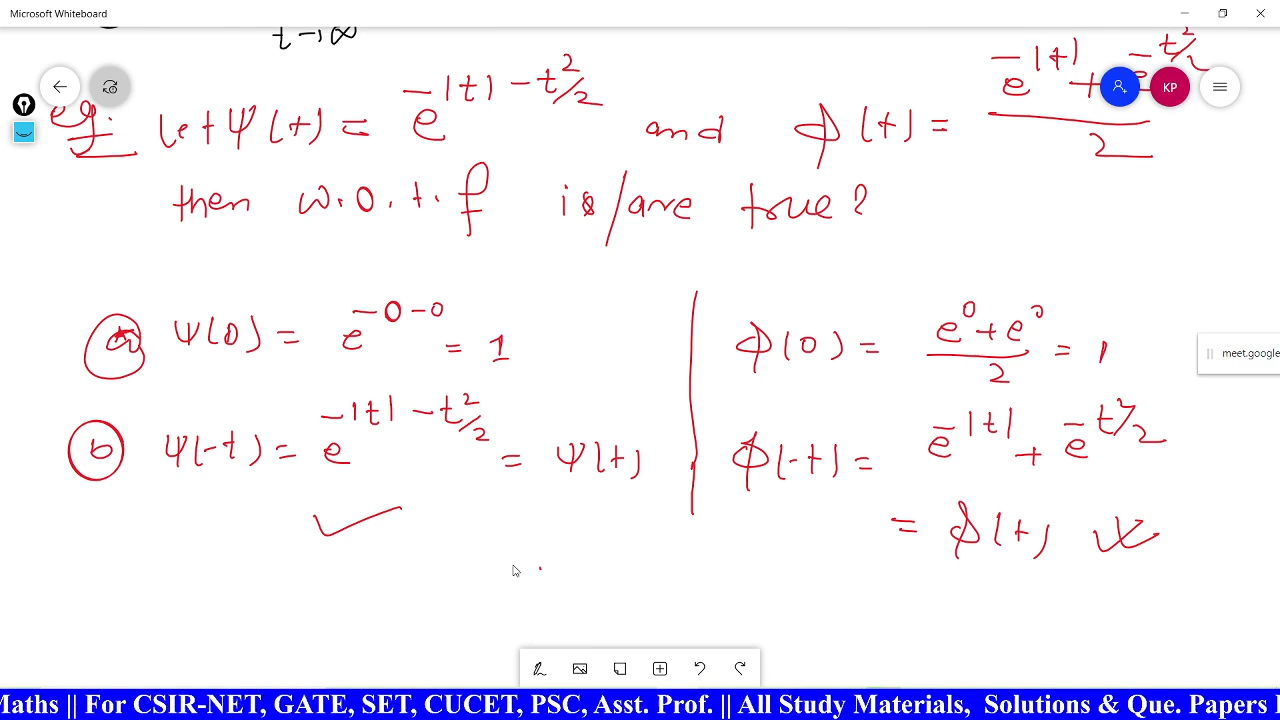 Microsoft Whiteboard
t→∞
KP
eg. let ψ(t) = e^{-|t| - t²/2} and φ(t) = (e^{-|t|} + e^{-t²/2})/2
then w.o.t.f is/are true?
meet.google
(a) ψ(0) = e^{-0-0} = 1
φ(0) = (e^0 + e^0)/2 = 1
(b) ψ(-t) = e^{-|t| - t²/2} = ψ(t)
φ(-t) = e^{-|t|} + e^{-t²/2}
= φ(t)
Maths || For CSIR-NET, GATE, SET, CUCET, PSC, Asst. Prof. || All Study Materials, Solutions & Que. Papers